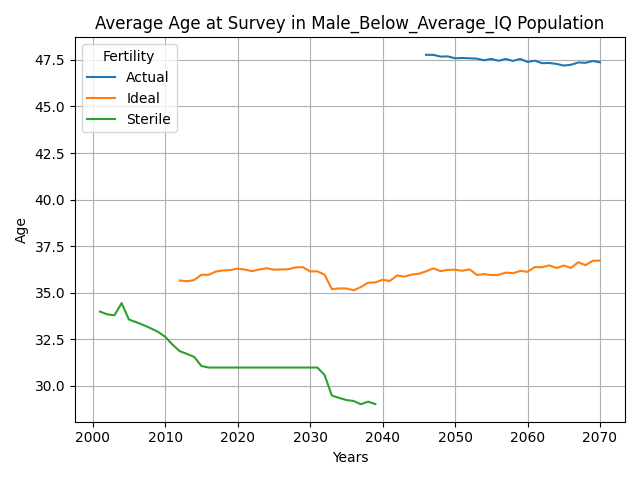 Average Age at Survey in Male_Below_Average_IQ Population
Fertility
Actual
Ideal
Sterile
47.5
45.0
42.5
40.0
37.5
35.0
32.5
30.0
Age
2000 2010 2020 2030 2040 2050 2060 2070
Years